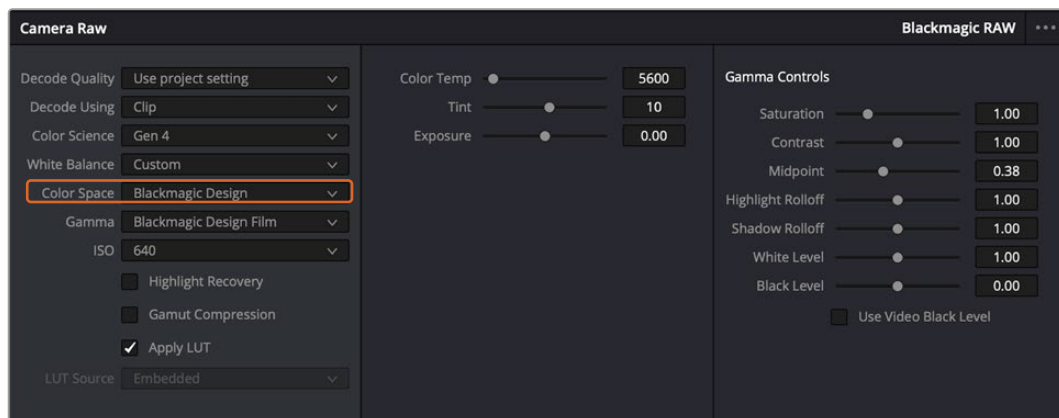 Camera Raw
Blackmagic RAW
Decode Quality Use project setting
Decode Using Clip
Color Science Gen 4
White Balance Custom
Color Space Blackmagic Design
Gamma Blackmagic Design Film
ISO 640
Highlight Recovery
Gamut Compression
Apply LUT
LUT Source Embedded
Color Temp 5600
Tint 10
Exposure 0.00
Gamma Controls
Saturation 1.00
Contrast 1.00
Midpoint 0.38
Highlight Rolloff 1.00
Shadow Rolloff 1.00
White Level 1.00
Black Level 0.00
Use Video Black Level